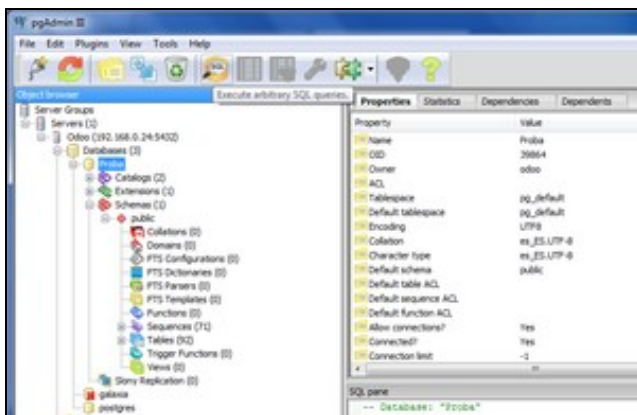 pgAdmin III
File Edit Plugins View Tools Help
Execute arbitrary SQL queries.
Object browser
Server Groups
Servers (1)
Odoo (192.168.0.24:5432)
Databases (3)
Proba
Catalogs (2)
Extensions (1)
Schemas (1)
public
Collations (0)
Domains (0)
FTS Configurations (0)
FTS Dictionaries (0)
FTS Parsers (0)
FTS Templates (0)
Functions (0)
Sequences (71)
Tables (92)
Trigger Functions (0)
Views (0)
Slony Replication (0)
galaxia
postgres
Properties Statistics Dependencies Dependents
Property Value
Name Proba
OID 39864
Owner odoo
ACL
Tablespace pg_default
Default tablespace pg_default
Encoding UTF8
Collation es_ES.UTF-8
Character type es_ES.UTF-8
Default schema public
Default table ACL
Default sequence ACL
Default function ACL
Allow connections? Yes
Connected? Yes
Connection limit -1
SQL pane
-- Database: "Proba"